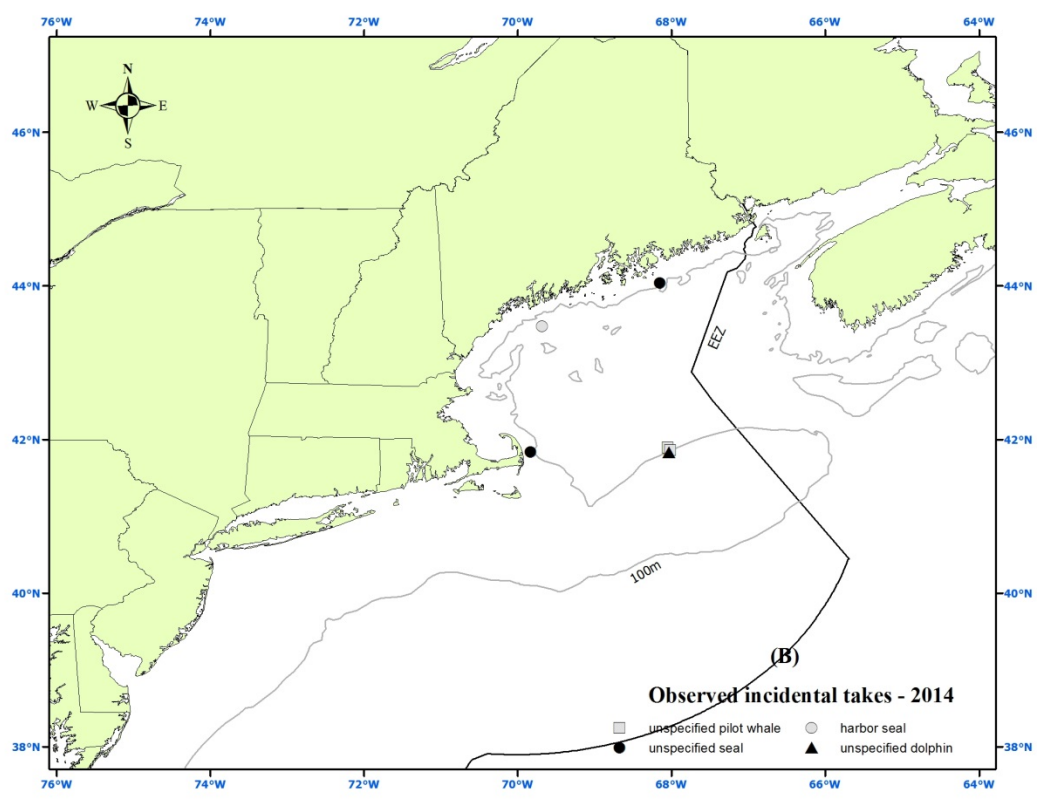 76°W 74°W 72°W 70°W 68°W 66°W 64°W
N
W E
S
46°N 46°N
44°N 44°N
EEZ
42°N 42°N
100m
40°N 40°N
(B)
Observed incidental takes - 2014
unspecified pilot whale harbor seal
unspecified seal unspecified dolphin
38°N 38°N
76°W 74°W 72°W 70°W 68°W 66°W 64°W